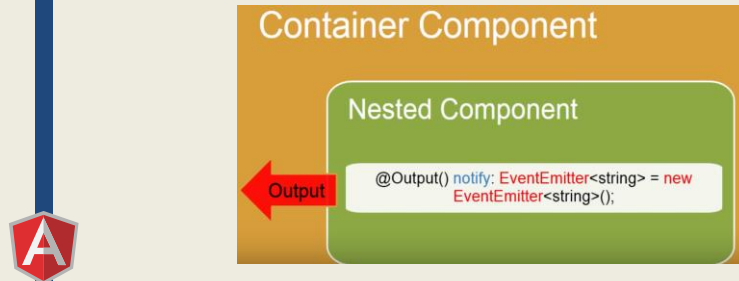 Container Component
Nested Component
@Output() notify: EventEmitter<string> = new
EventEmitter<string>();
Output
A